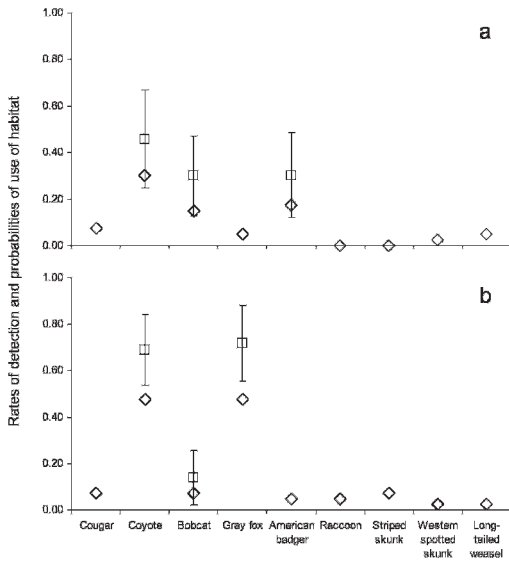 Rates of detection and probabilities of use of habitat
1.00
a
0.80
0.60
0.40
0.20
0.00
1.00
b
0.80
0.60
0.40
0.20
0.00
Cougar Coyote Bobcat Gray fox American Raccoon Striped Western Long-
badger skunk spotted tailed
skunk weasel